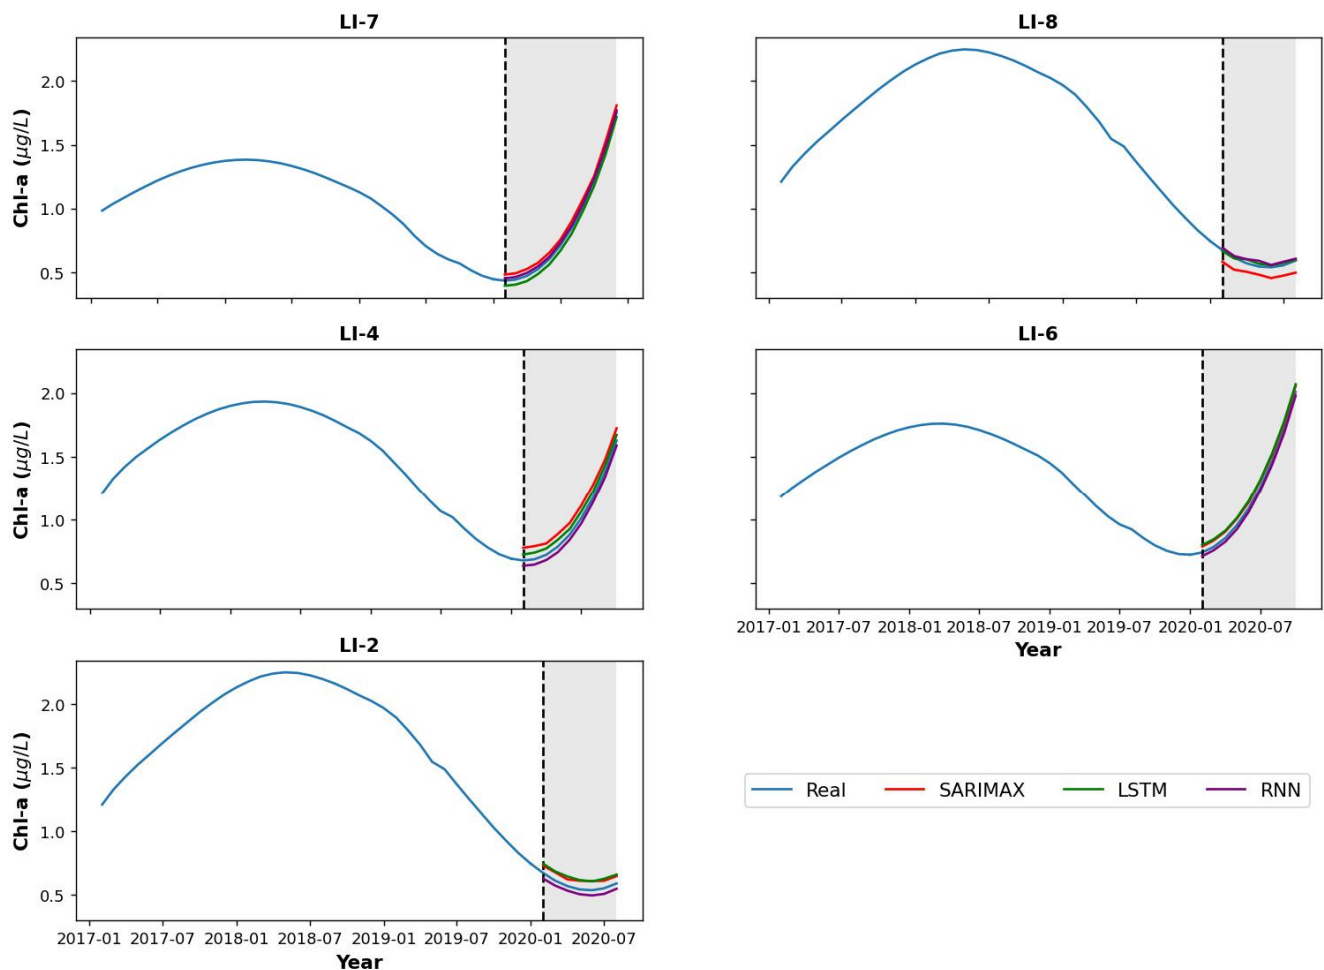 LI-7
Chl-a (μg/L)
2.0
1.5
1.0
0.5
LI-8
LI-4
Chl-a (μg/L)
2.0
1.5
1.0
0.5
LI-6
2017-01 2017-07 2018-01 2018-07 2019-01 2019-07 2020-01 2020-07
Year
LI-2
Chl-a (μg/L)
2.0
1.5
1.0
0.5
2017-01 2017-07 2018-01 2018-07 2019-01 2019-07 2020-01 2020-07
Year
Real SARIMAX LSTM RNN